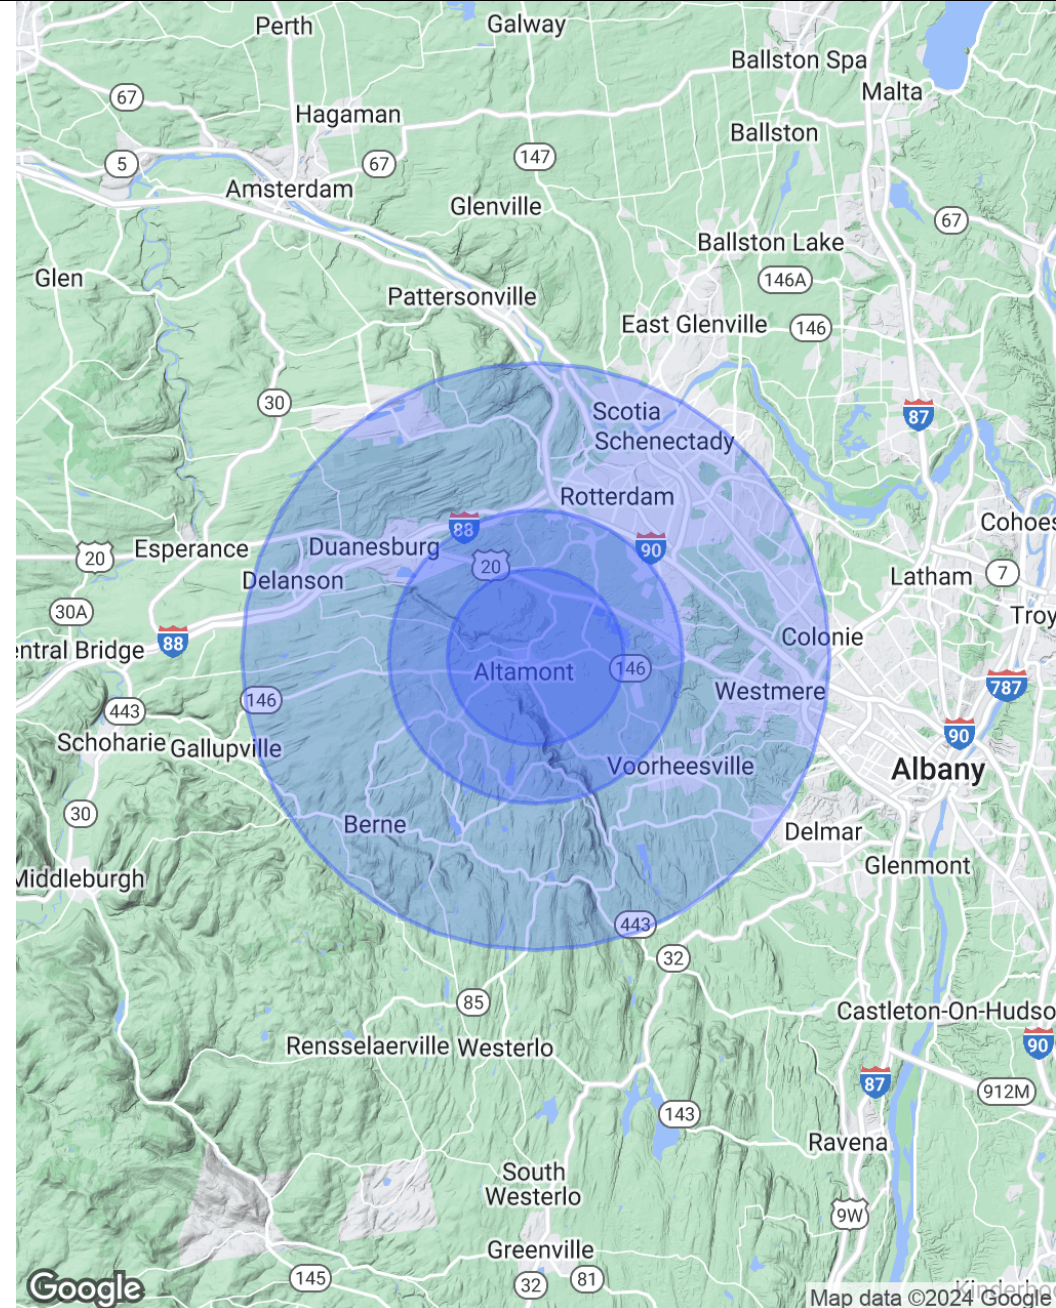 Perth
Galway
Ballston Spa
Malta
67
Hagaman
Ballston
5
67
147
Amsterdam
Glenville
67
Ballston Lake
Glen
146A
Pattersonville
East Glenville
146
30
87
Scotia
Schenectady
Rotterdam
88
Cohoes
20
Esperance
Duanesburg
90
20
Latham
7
Delanson
30A
Troy
88
entral Bridge
Colonie
Altamont
146
787
146
Westmere
443
Schoharie
Gallupville
90
Voorheesville
Albany
30
Berne
Delmar
Glenmont
Middleburgh
443
32
85
Castleton-On-Hudso
Rensselaerville
Westerlo
90
87
912M
143
Ravena
South
Westerlo
9W
Greenville
145
32
81
Google
Kinderho
Map data ©2024 Google